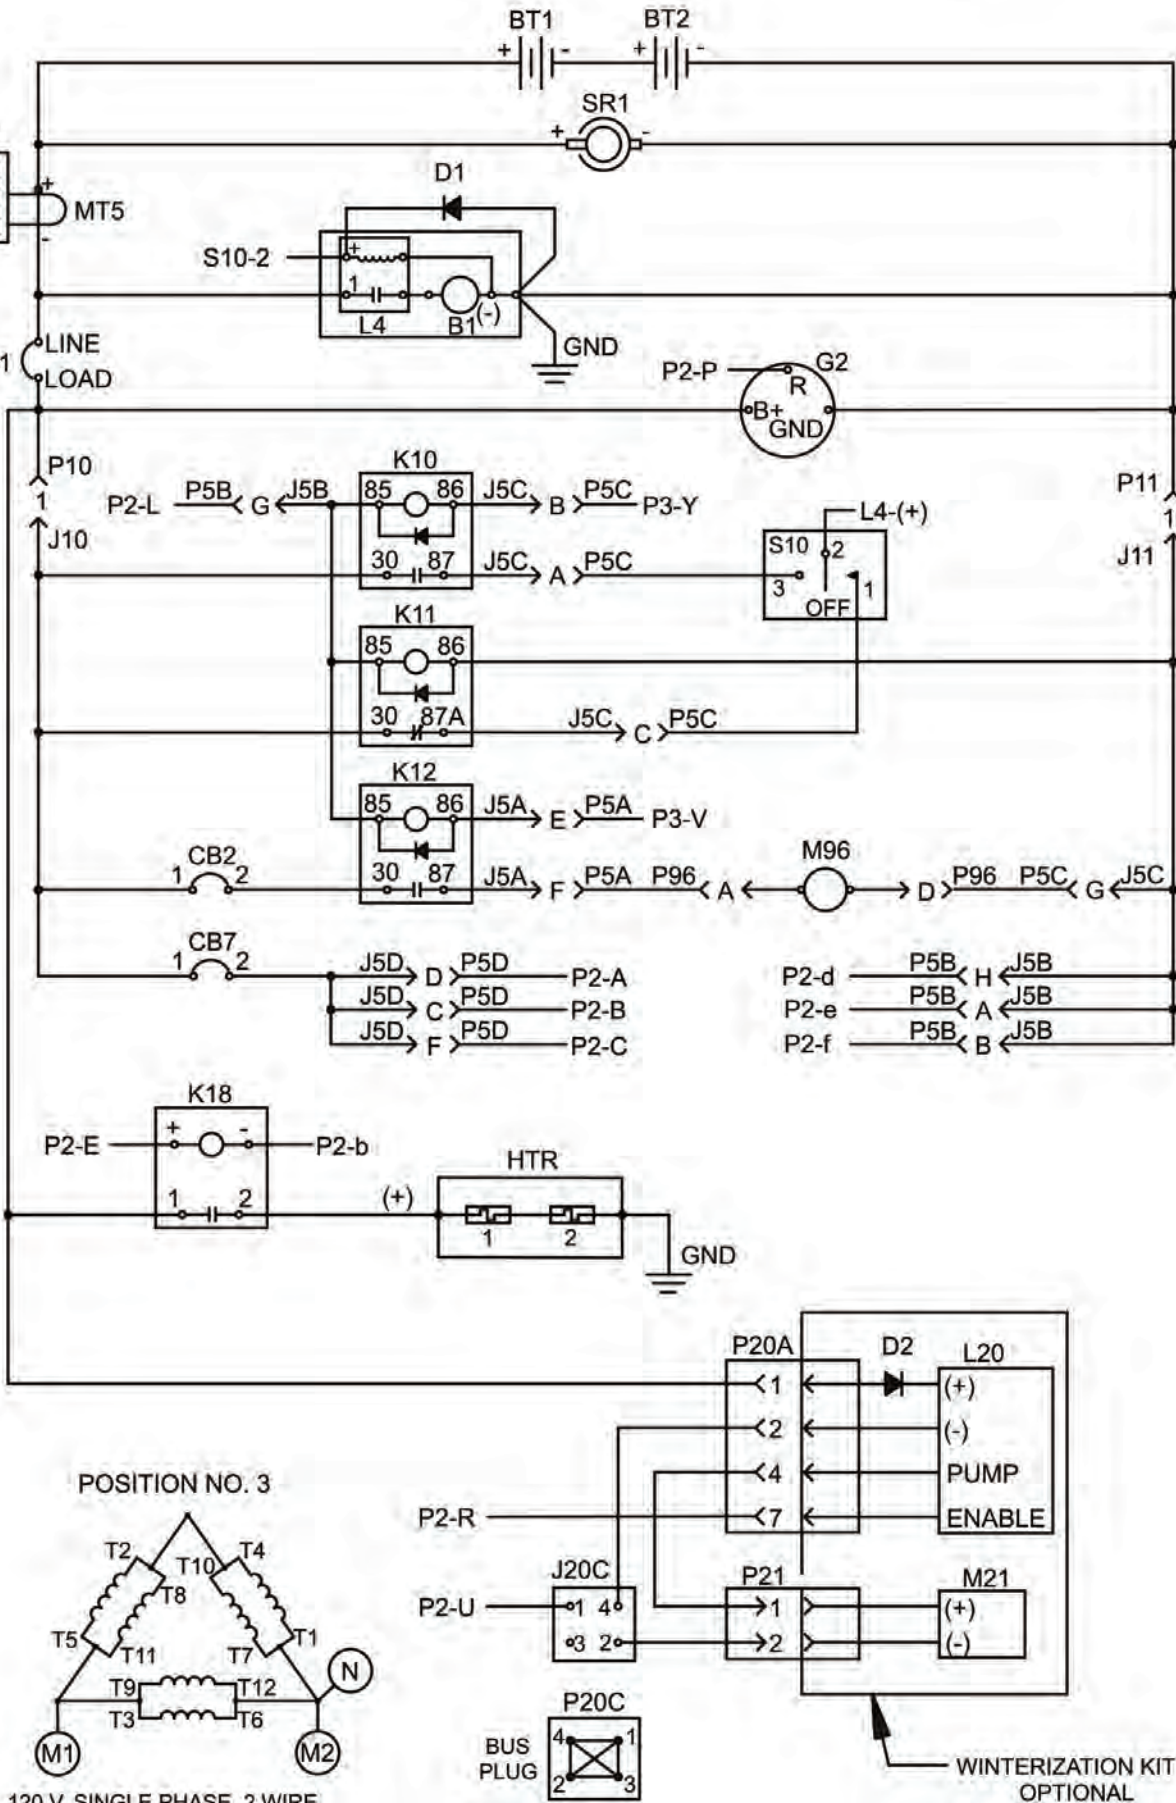 BT1 BT2
+ - + -
SR1
+ -
D1
+
MT5
-
S10-2 +
1
L4 B1 (-)
LINE
1
LOAD
GND
P2-P G2
R
B+
GND
P10
1
J10
K10
P2-L P5B G J5B 85 86 J5C B P5C P3-Y
30 87 J5C A P5C
L4-(+)
S10 2
3 1
OFF
P11
1
J11
K11
85 86
30 87A J5C C P5C
K12
85 86 J5A E P5A P3-V
CB2
1 2 30 87 J5A F P5A P96 A M96 D P96 P5C G J5C
CB7
1 2
J5D D P5D P2-A
J5D C P5D P2-B
J5D F P5D P2-C
P2-d P5B H J5B
P2-e P5B A J5B
P2-f P5B B J5B
K18
P2-E + - P2-b
1 2 (+)
HTR
1 2
GND
P20A D2 L20
1 (+)
2 (-)
4 PUMP
P2-R 7 ENABLE
J20C P21 M21
P2-U 1 4 1 (+)
3 2 2 (-)
P20C
BUS
PLUG
4 1
2 3
WINTERIZATION KIT
OPTIONAL
POSITION NO. 3
T2 T10 T4
T8
T5 T11 T7 T1
T9 T12 N
T3 T6
M1 M2
120 V, SINGLE PHASE, 2 WIRE